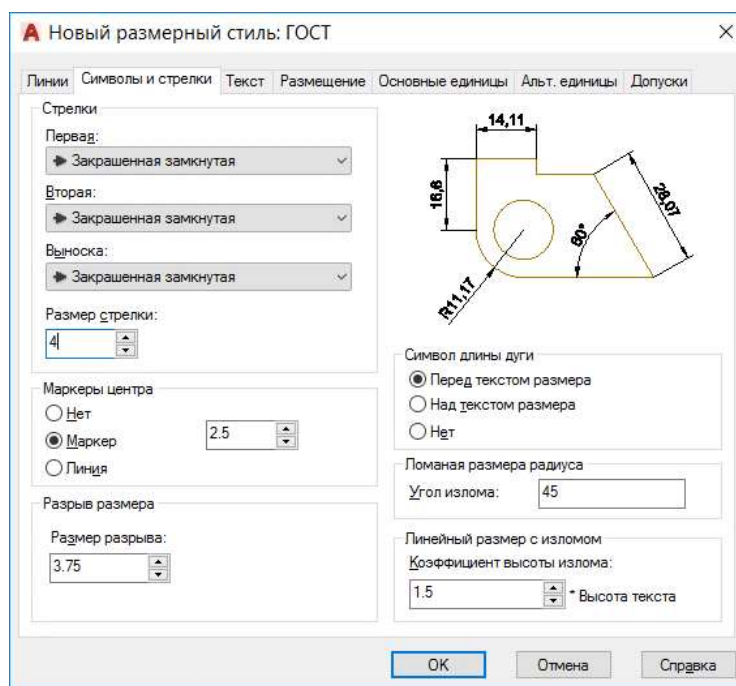 Новый размерный стиль: ГОСТ
Линии Символы и стрелки Текст Размещение Основные единицы Альт. единицы Допуски
Стрелки
Первая:
Закрашенная замкнутая
Вторая:
Закрашенная замкнутая
Выноска:
Закрашенная замкнутая
Размер стрелки:
4
Маркеры центра
Нет
Маркер
2.5
Линия
Разрыв размера
Размер разрыва:
3.75
14,11
16,6
28,07
60°
R11,17
Символ длины дуги
Перед текстом размера
Над текстом размера
Нет
Ломаная размера радиуса
Угол излома: 45
Линейный размер с изломом
Коэффициент высоты излома:
1.5 * Высота текста
OK Отмена Справка